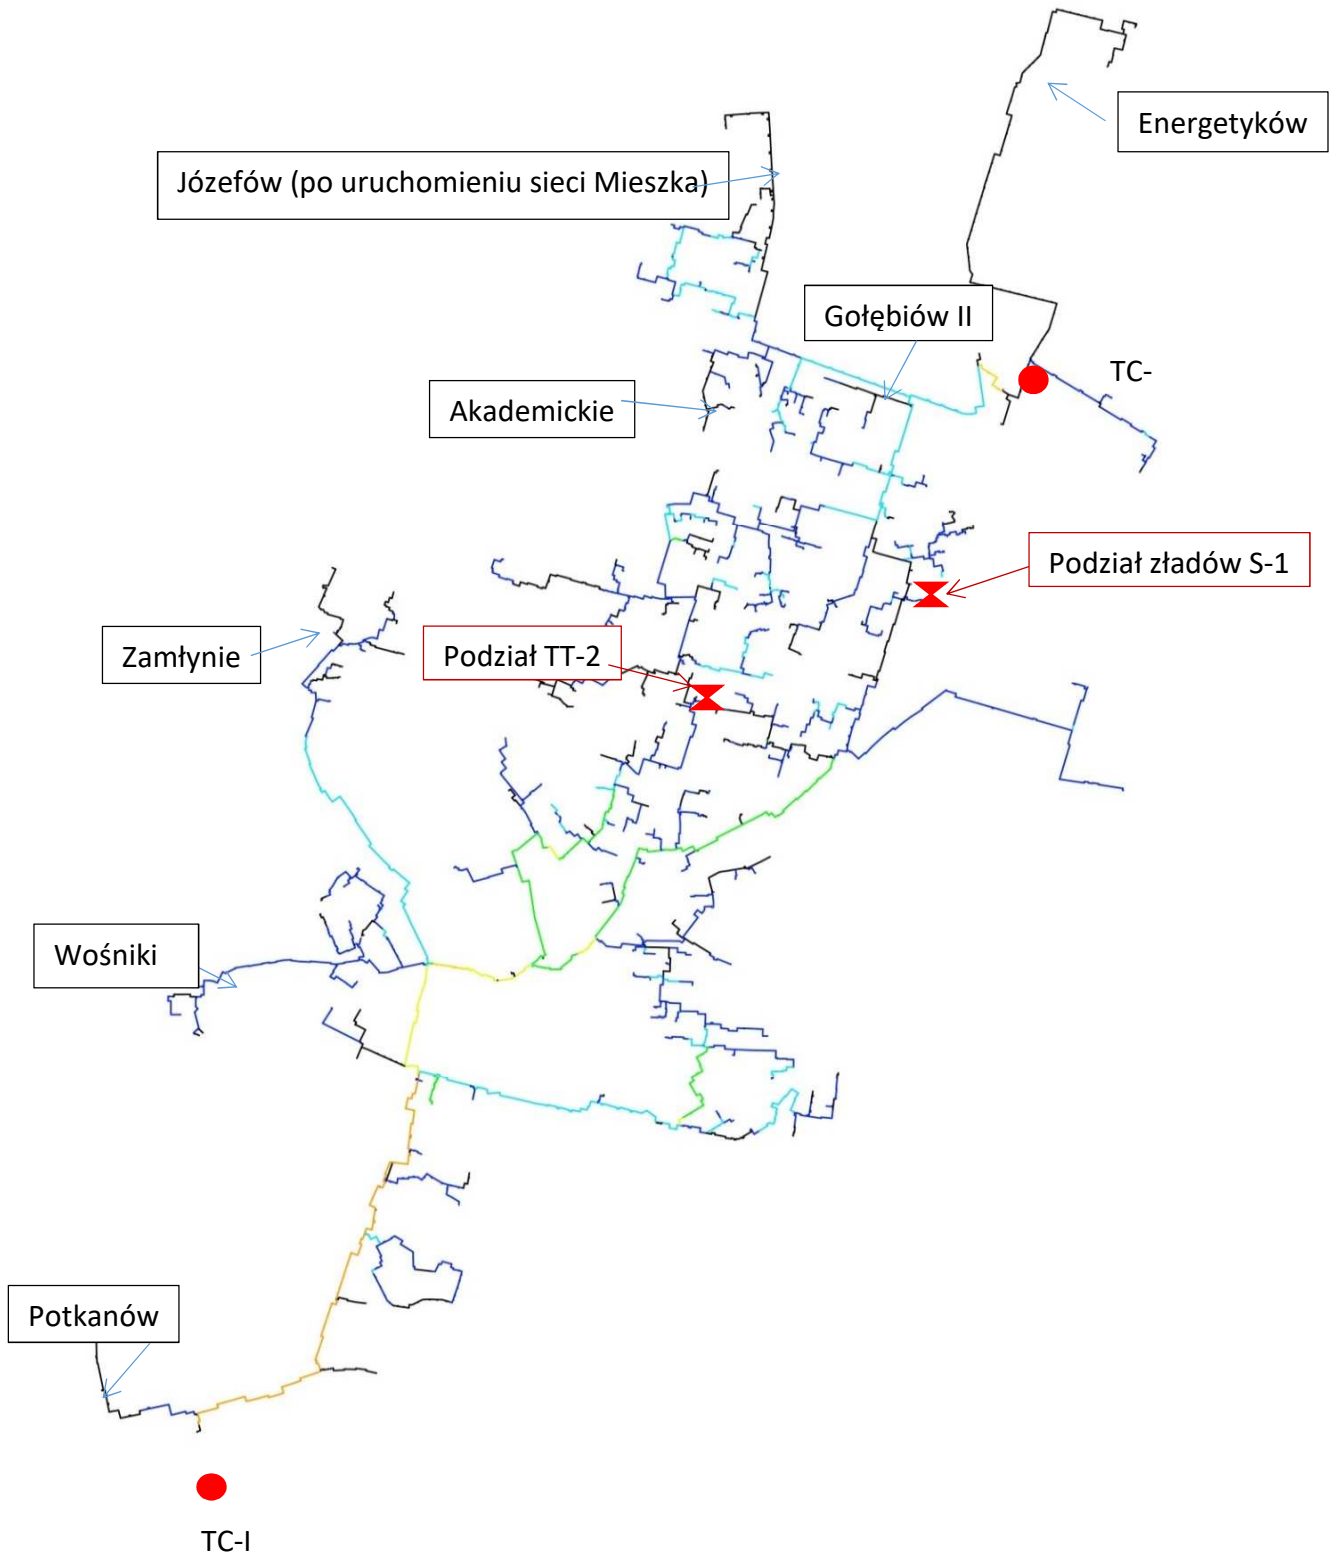 Energetyków
Józefów (po uruchomieniu sieci Mieszka)
Gołębiów II
TC-
Akademickie
Podział zładów S-1
Zamłynie
Podział TT-2
Wośniki
Potkanów
TC-I